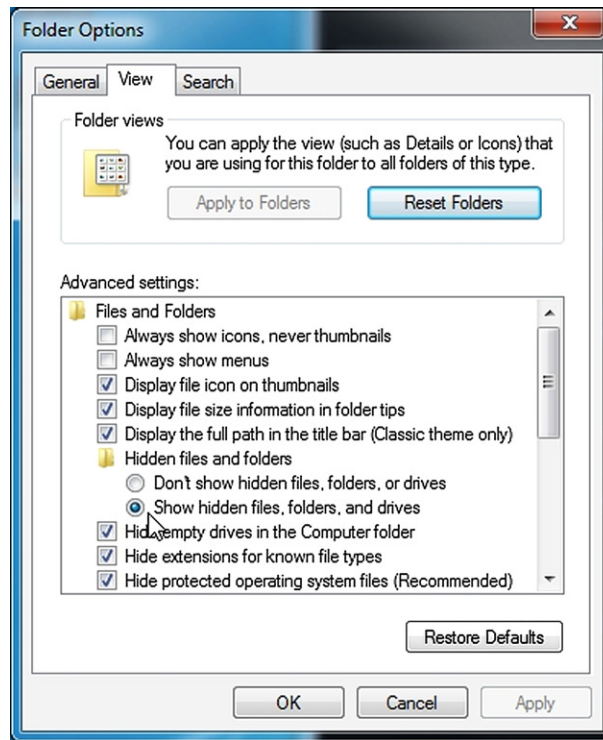 Folder Options
General View Search
Folder views
You can apply the view (such as Details or Icons) that
you are using for this folder to all folders of this type.
Apply to Folders Reset Folders
Advanced settings:
Files and Folders
Always show icons, never thumbnails
Always show menus
Display file icon on thumbnails
Display file size information in folder tips
Display the full path in the title bar (Classic theme only)
Hidden files and folders
Don't show hidden files, folders, or drives
Show hidden files, folders, and drives
Hide empty drives in the Computer folder
Hide extensions for known file types
Hide protected operating system files (Recommended)
Restore Defaults
OK Cancel Apply